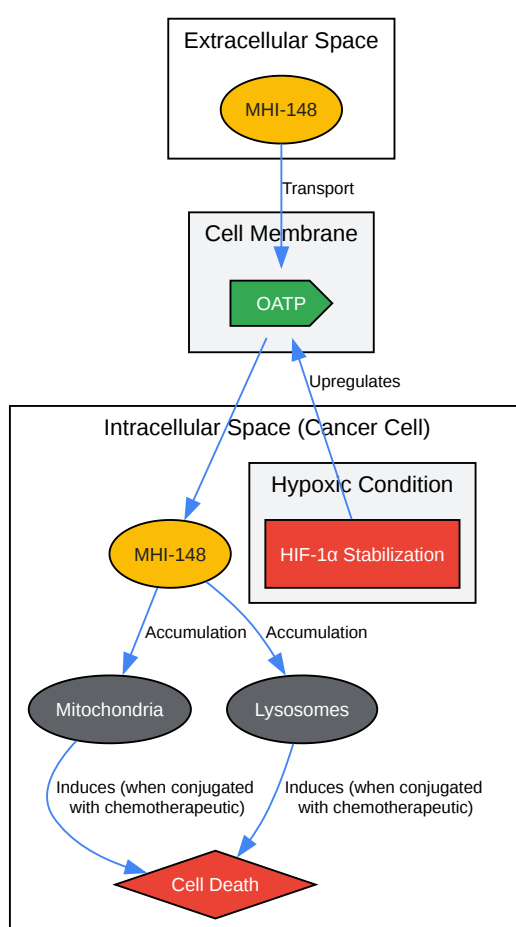 Extracellular Space
MHI-148
Transport
Cell Membrane
OATP
Upregulates
Intracellular Space (Cancer Cell)
Hypoxic Condition
HIF-1α Stabilization
MHI-148
Accumulation
Accumulation
Mitochondria
Lysosomes
Induces (when conjugated
with chemotherapeutic)
Induces (when conjugated
with chemotherapeutic)
Cell Death